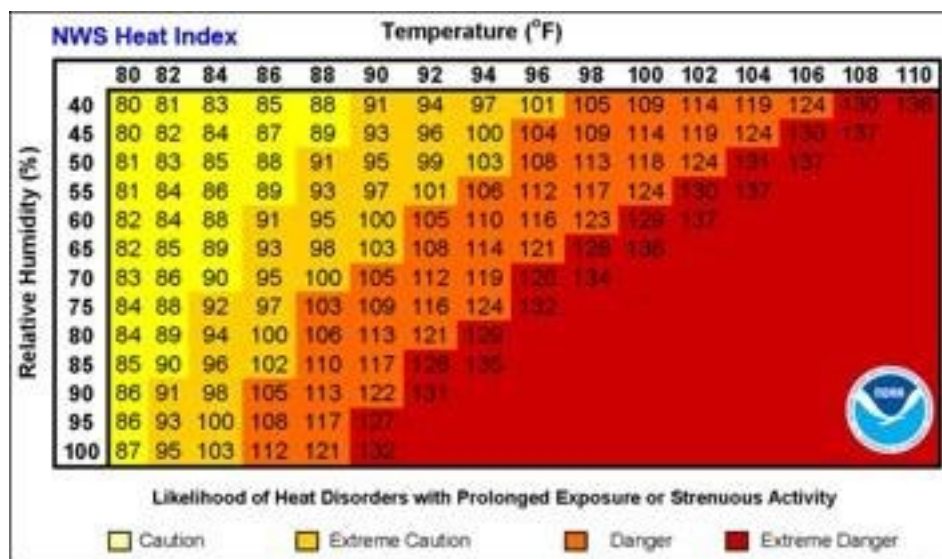 NWS Heat Index Temperature (°F)
80 82 84 86 88 90 92 94 96 98 100 102 104 106 108 110
40 80 81 83 85 88 91 94 97 101 105 109 114 119 124 130 136
45 80 82 84 87 89 93 96 100 104 109 114 119 124 130 137
50 81 83 85 88 91 95 99 103 108 113 118 124 131 137
55 81 84 86 89 93 97 101 106 112 117 124 130 137
60 82 84 88 91 95 100 105 110 116 123 129 137
65 82 85 89 93 98 103 108 114 121 128 136
70 83 86 90 95 100 105 112 119 126 134
75 84 88 92 97 103 109 116 124 132
80 84 89 94 100 106 113 121 129
85 85 90 96 102 110 117 126 135
90 86 91 98 105 113 122 131
95 86 93 100 108 117 127
100 87 95 103 112 121 132
Relative Humidity (%)
noaa
Likelihood of Heat Disorders with Prolonged Exposure or Strenuous Activity
Caution Extreme Caution Danger Extreme Danger